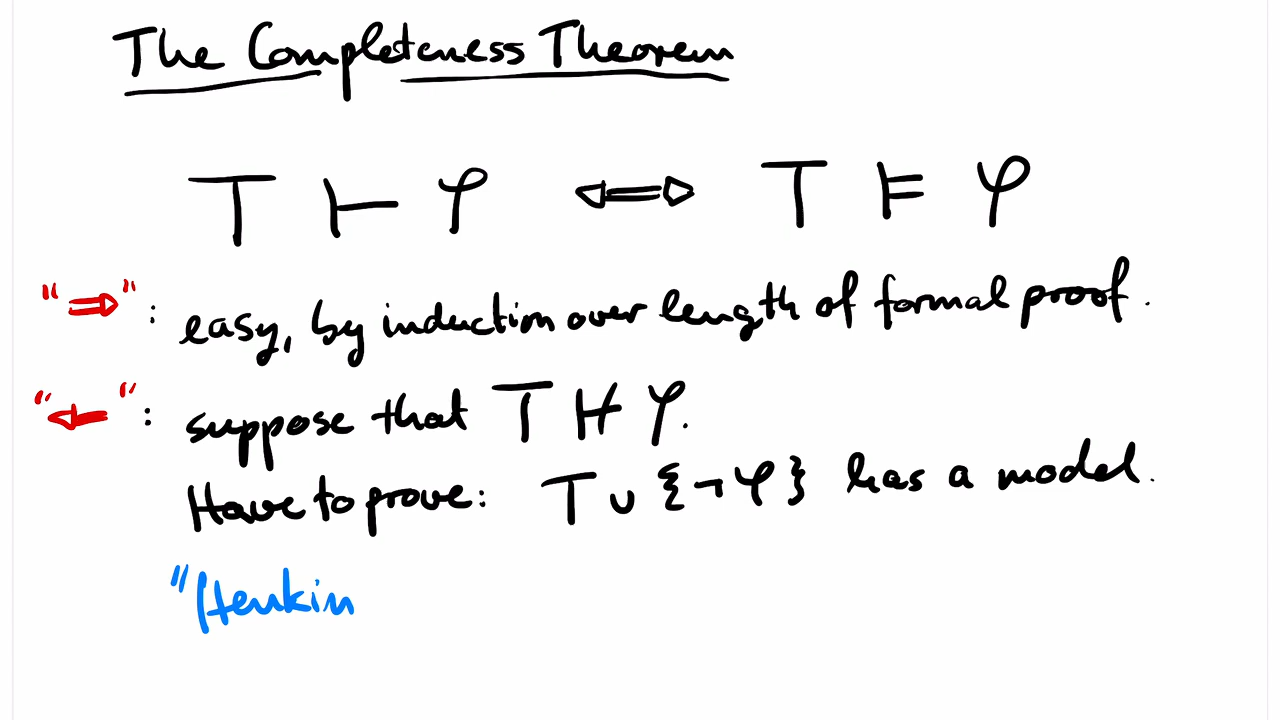 The Completeness Theorem
T ⊢ φ ⟺ T ⊨ φ
"⇒": easy, by induction over length of formal proof.
"⇐": suppose that T ⊬ φ.
Have to prove: T ∪ {¬φ} has a model.
"Henkin